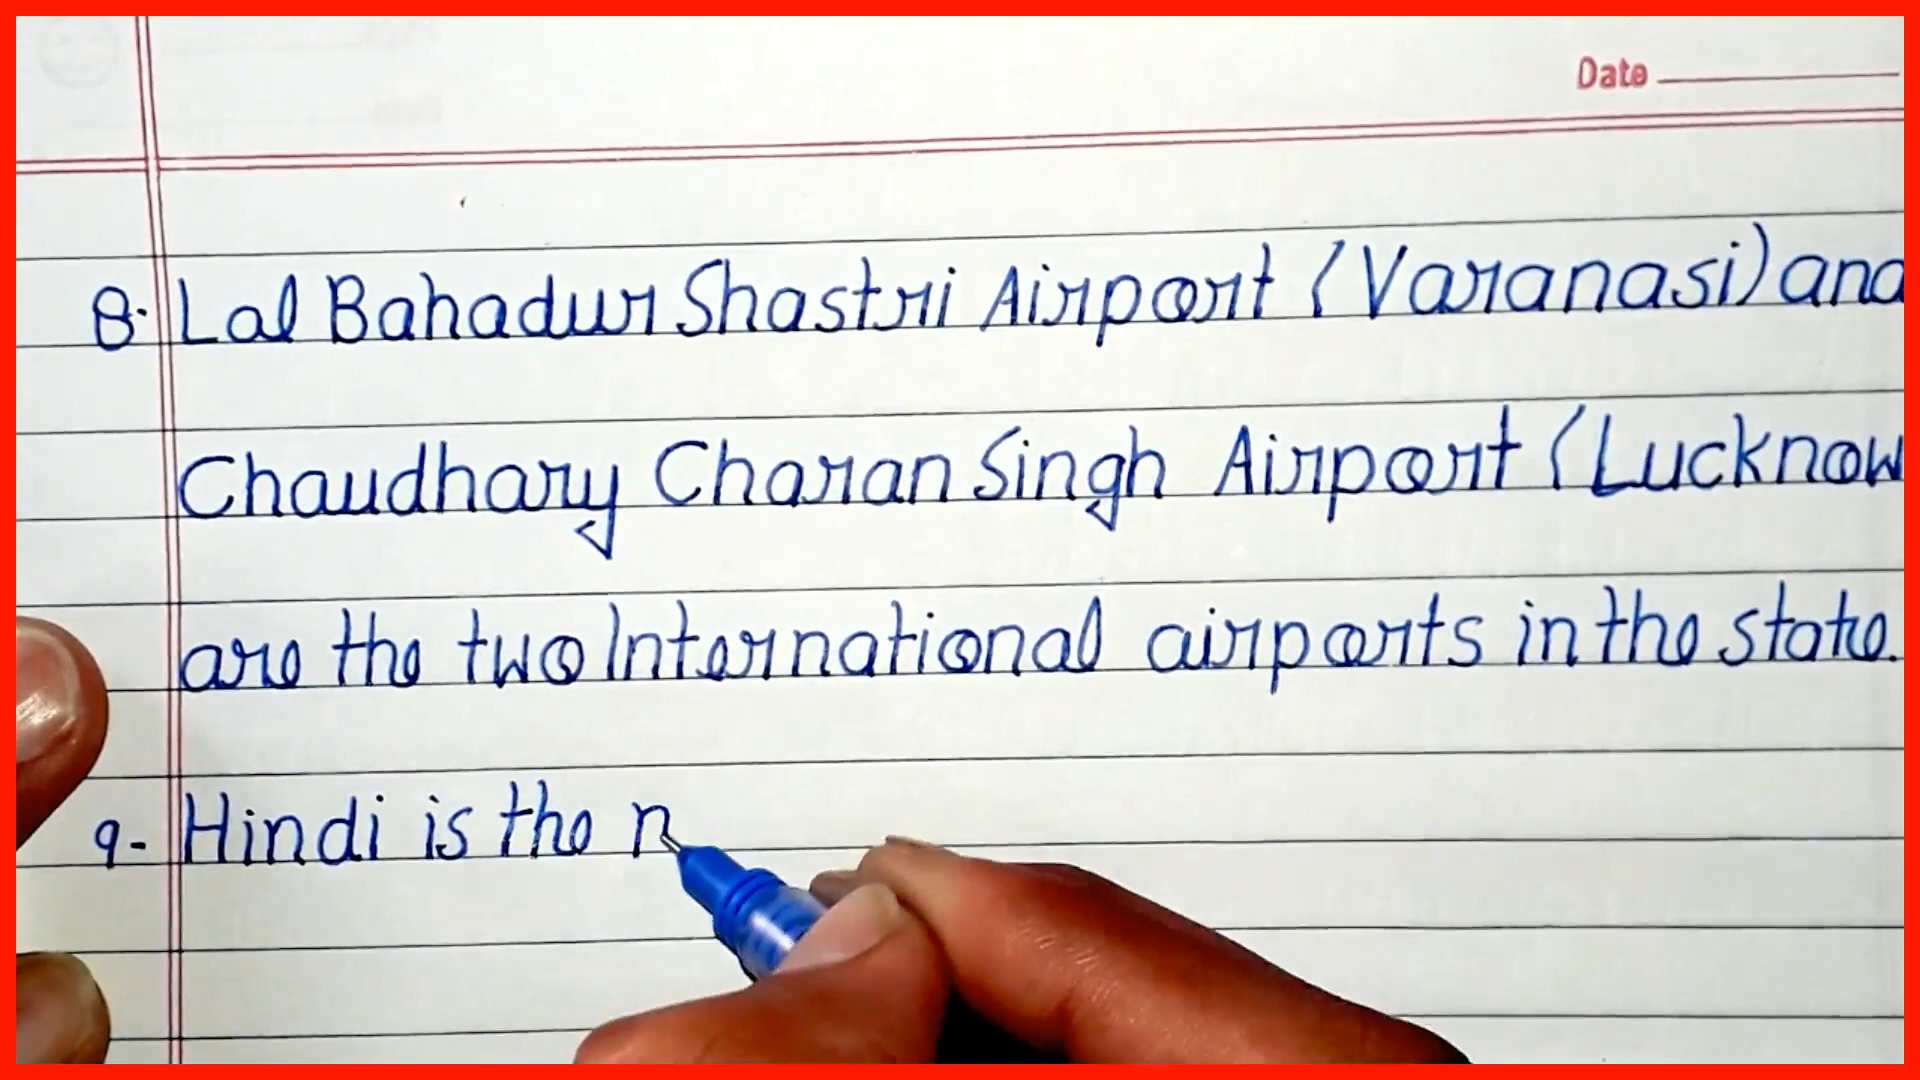 Date
8. Lal Bahadur Shastri Airport (Varanasi) and
Chaudhary Charan Singh Airport (Lucknow
are the two International airports in the state.
9- Hindi is the